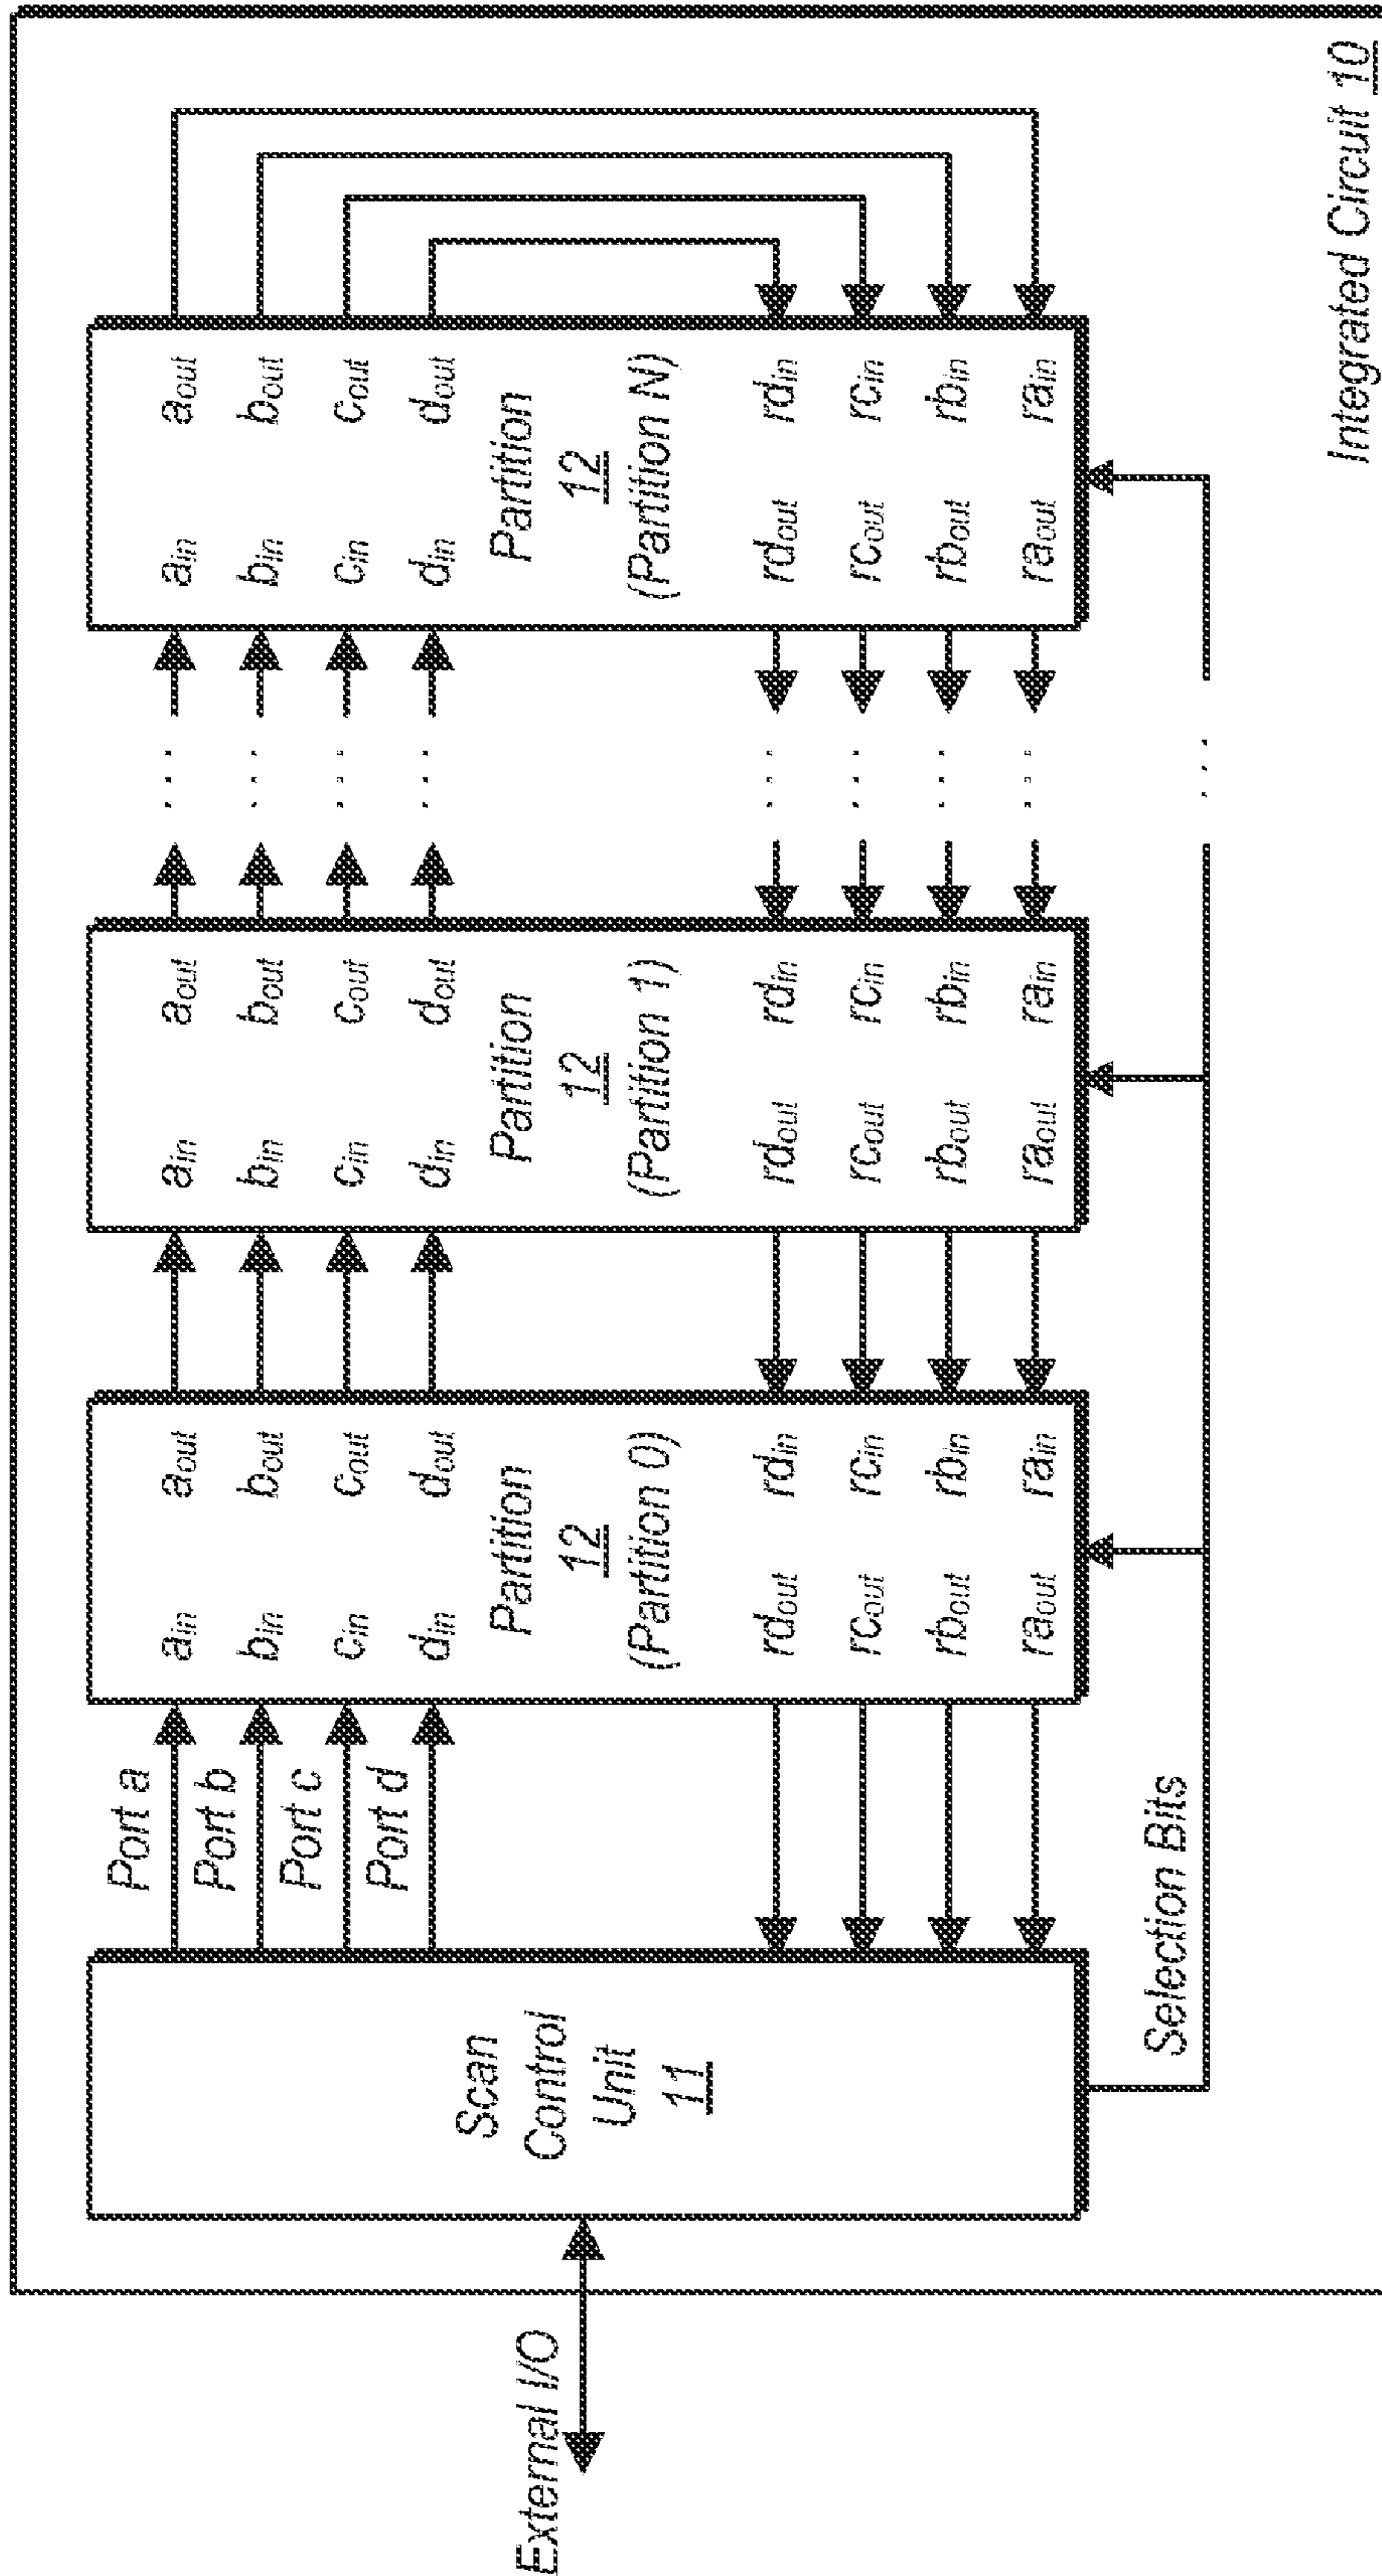 External I/O
Scan
Control
Unit
11
Port a
Port b
Port c
Port d
Selection Bits
a_in a_out
b_in b_out
c_in c_out
d_in d_out
Partition
12
(Partition 0)
rd_out rd_in
rc_out rc_in
rb_out rb_in
ra_out ra_in
a_in a_out
b_in b_out
c_in c_out
d_in d_out
Partition
12
(Partition 1)
rd_out rd_in
rc_out rc_in
rb_out rb_in
ra_out ra_in
...
...
...
...
...
...
...
...
...
a_in a_out
b_in b_out
c_in c_out
d_in d_out
Partition
12
(Partition N)
rd_out rd_in
rc_out rc_in
rb_out rb_in
ra_out ra_in
Integrated Circuit 10